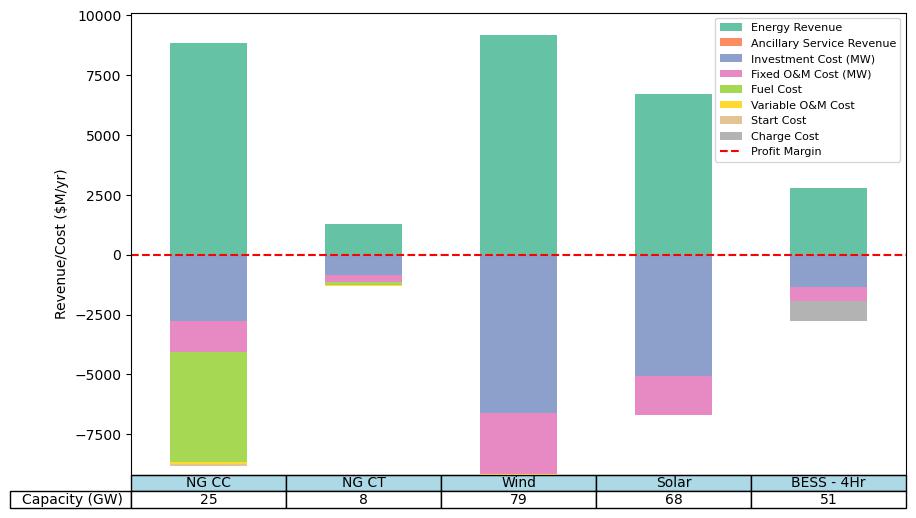 10000
7500
5000
2500
0
−2500
−5000
−7500
Revenue/Cost ($M/yr)
Energy Revenue
Ancillary Service Revenue
Investment Cost (MW)
Fixed O&M Cost (MW)
Fuel Cost
Variable O&M Cost
Start Cost
Charge Cost
Profit Margin
NG CC NG CT Wind Solar BESS - 4Hr
Capacity (GW) 25 8 79 68 51